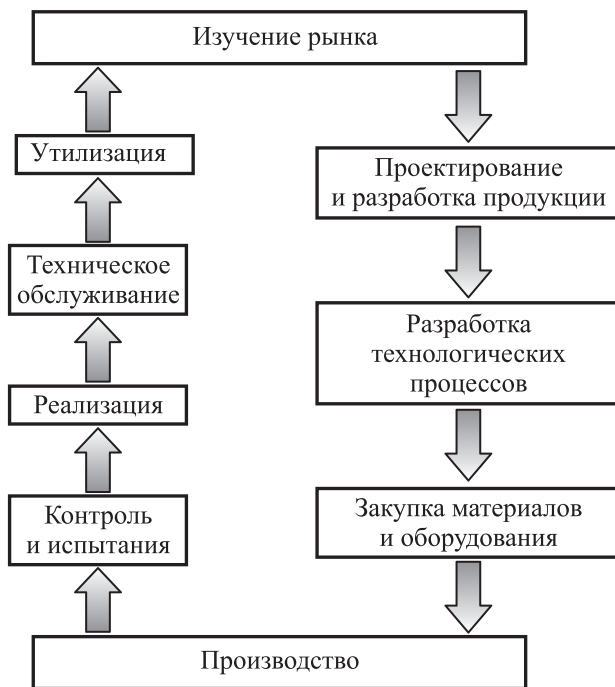 Изучение рынка
Утилизация
Техническое
обслуживание
Реализация
Контроль
и испытания
Проектирование
и разработка продукции
Разработка
технологических
процессов
Закупка материалов
и оборудования
Производство